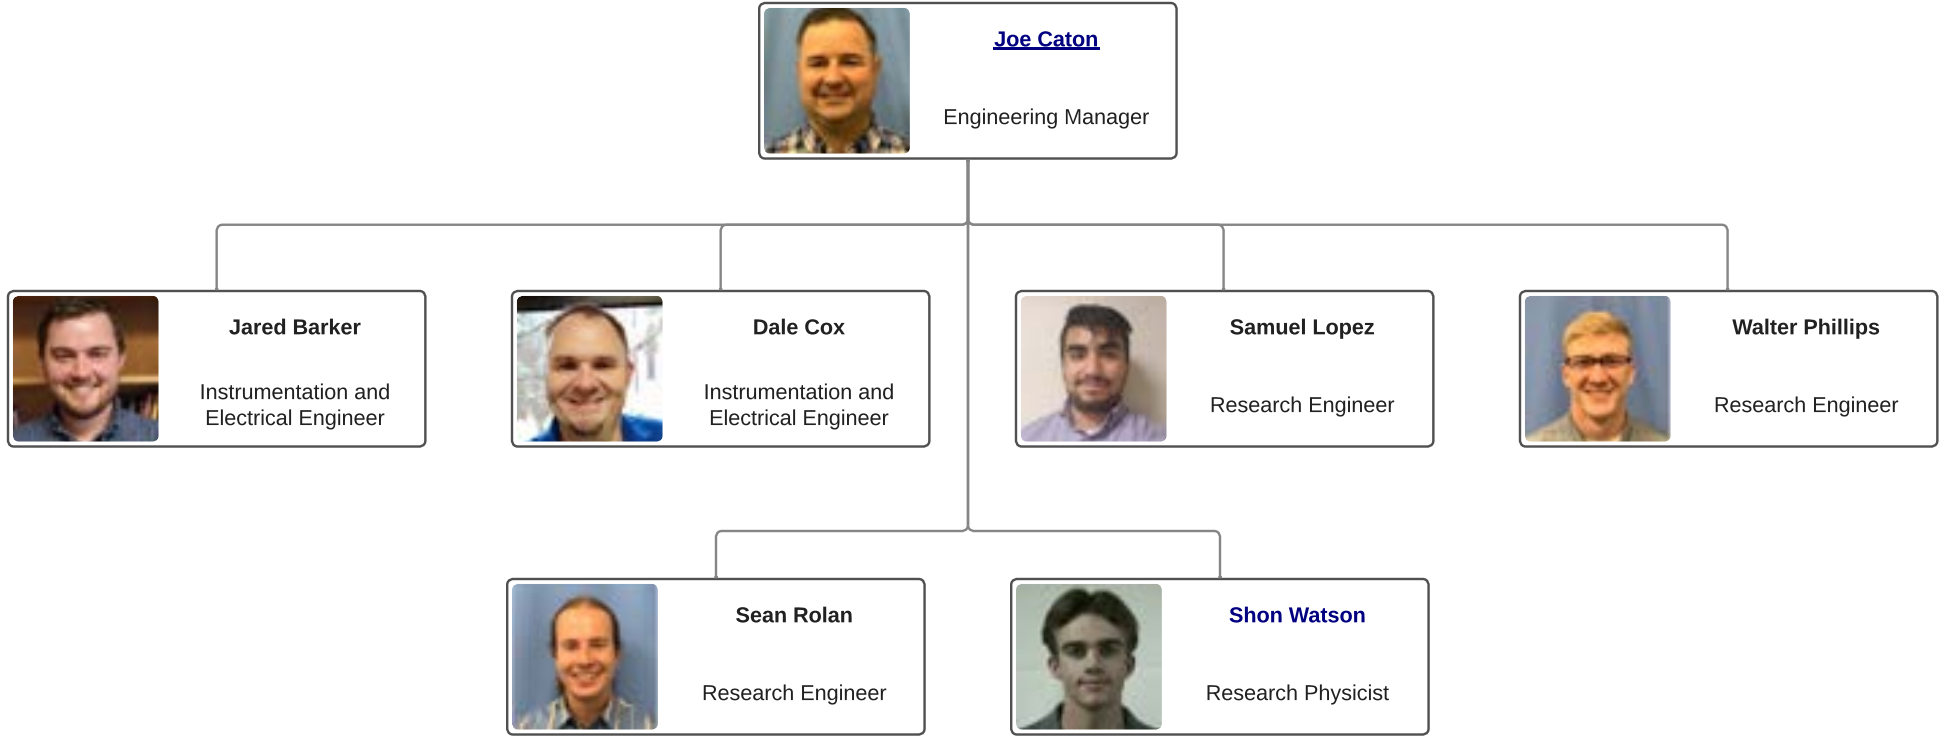 Joe Caton
Engineering Manager
Jared Barker
Instrumentation and
Electrical Engineer
Dale Cox
Instrumentation and
Electrical Engineer
Samuel Lopez
Research Engineer
Walter Phillips
Research Engineer
Sean Rolan
Research Engineer
Shon Watson
Research Physicist